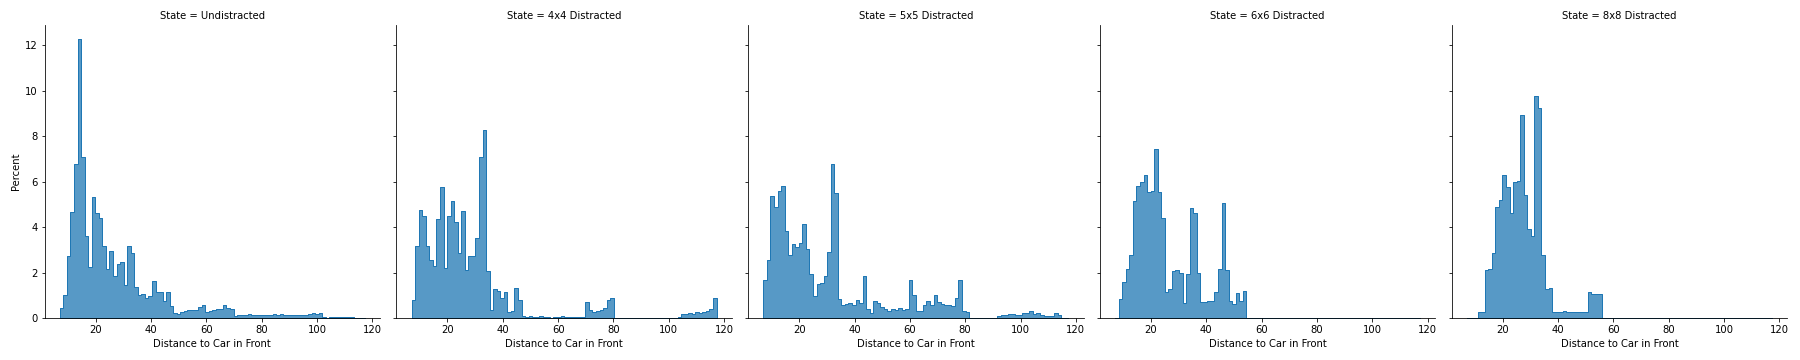 State = Undistracted
State = 4x4 Distracted
State = 5x5 Distracted
State = 6x6 Distracted
State = 8x8 Distracted
Percent
12
10
8
6
4
2
0
20 40 60 80 100 120
20 40 60 80 100 120
20 40 60 80 100 120
20 40 60 80 100 120
20 40 60 80 100 120
Distance to Car in Front
Distance to Car in Front
Distance to Car in Front
Distance to Car in Front
Distance to Car in Front